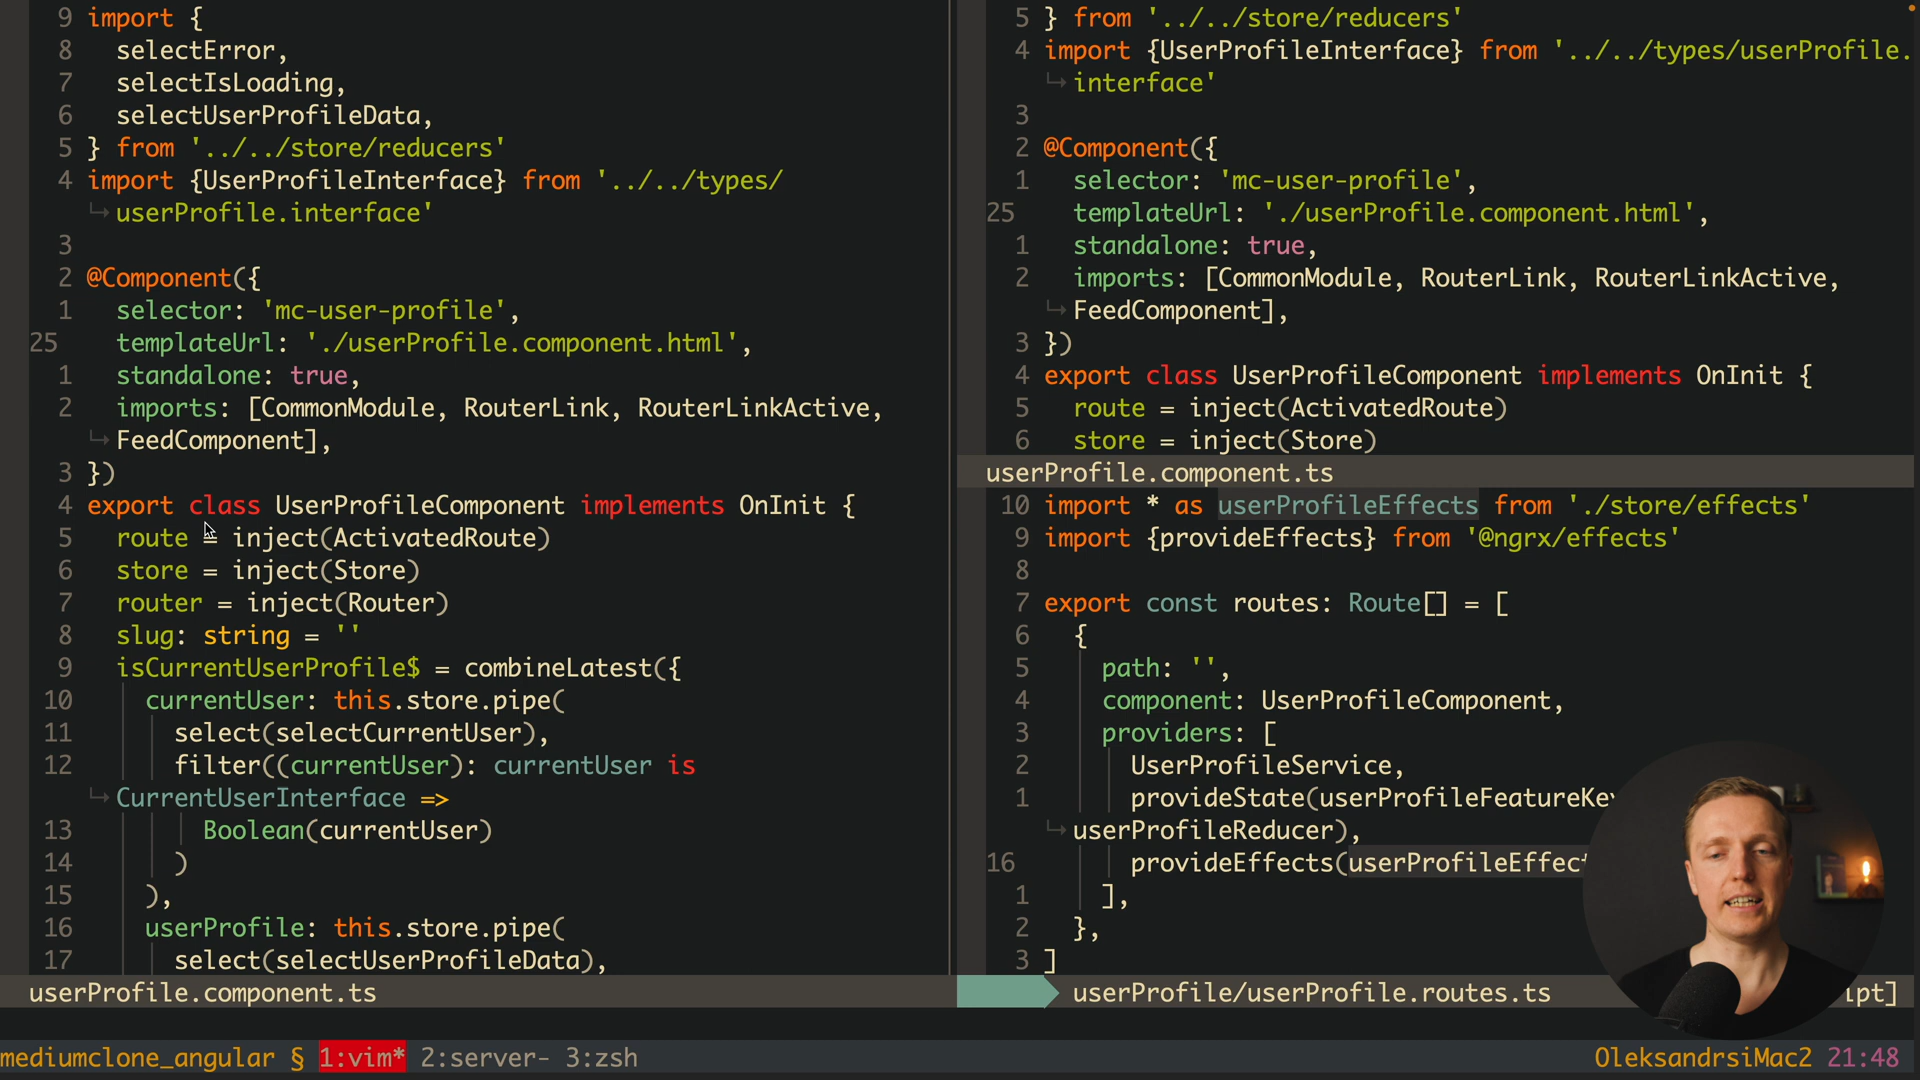 9 import {
8   selectError,
7   selectIsLoading,
6   selectUserProfileData,
5 } from '../../store/reducers'
4 import {UserProfileInterface} from '../../types/
↪ userProfile.interface'
3
2 @Component({
1   selector: 'mc-user-profile',
25   templateUrl: './userProfile.component.html',
1   standalone: true,
2   imports: [CommonModule, RouterLink, RouterLinkActive,
↪ FeedComponent],
3 })
4 export class UserProfileComponent implements OnInit {
5   route = inject(ActivatedRoute)
6   store = inject(Store)
7   router = inject(Router)
8   slug: string = ''
9   isCurrentUserProfile$ = combineLatest({
10     currentUser: this.store.pipe(
11       select(selectCurrentUser),
12       filter((currentUser): currentUser is
↪ CurrentUserInterface =>
13         Boolean(currentUser)
14       )
15     ),
16     userProfile: this.store.pipe(
17       select(selectUserProfileData),
userProfile.component.ts
5 } from '../../store/reducers'
4 import {UserProfileInterface} from '../../types/userProfile.
↪ interface'
3
2 @Component({
1   selector: 'mc-user-profile',
25   templateUrl: './userProfile.component.html',
1   standalone: true,
2   imports: [CommonModule, RouterLink, RouterLinkActive,
↪ FeedComponent],
3 })
4 export class UserProfileComponent implements OnInit {
5   route = inject(ActivatedRoute)
6   store = inject(Store)
userProfile.component.ts
10 import * as userProfileEffects from './store/effects'
9 import {provideEffects} from '@ngrx/effects'
8
7 export const routes: Route[] = [
6   {
5     path: '',
4     component: UserProfileComponent,
3     providers: [
2       UserProfileService,
1       provideState(userProfileFeatureKey
↪ userProfileReducer),
16       provideEffects(userProfileEffect
1     ],
2   },
3 ]
userProfile/userProfile.routes.ts ipt]
mediumclone_angular § 1:vim* 2:server- 3:zsh OleksandrsiMac2 21:48